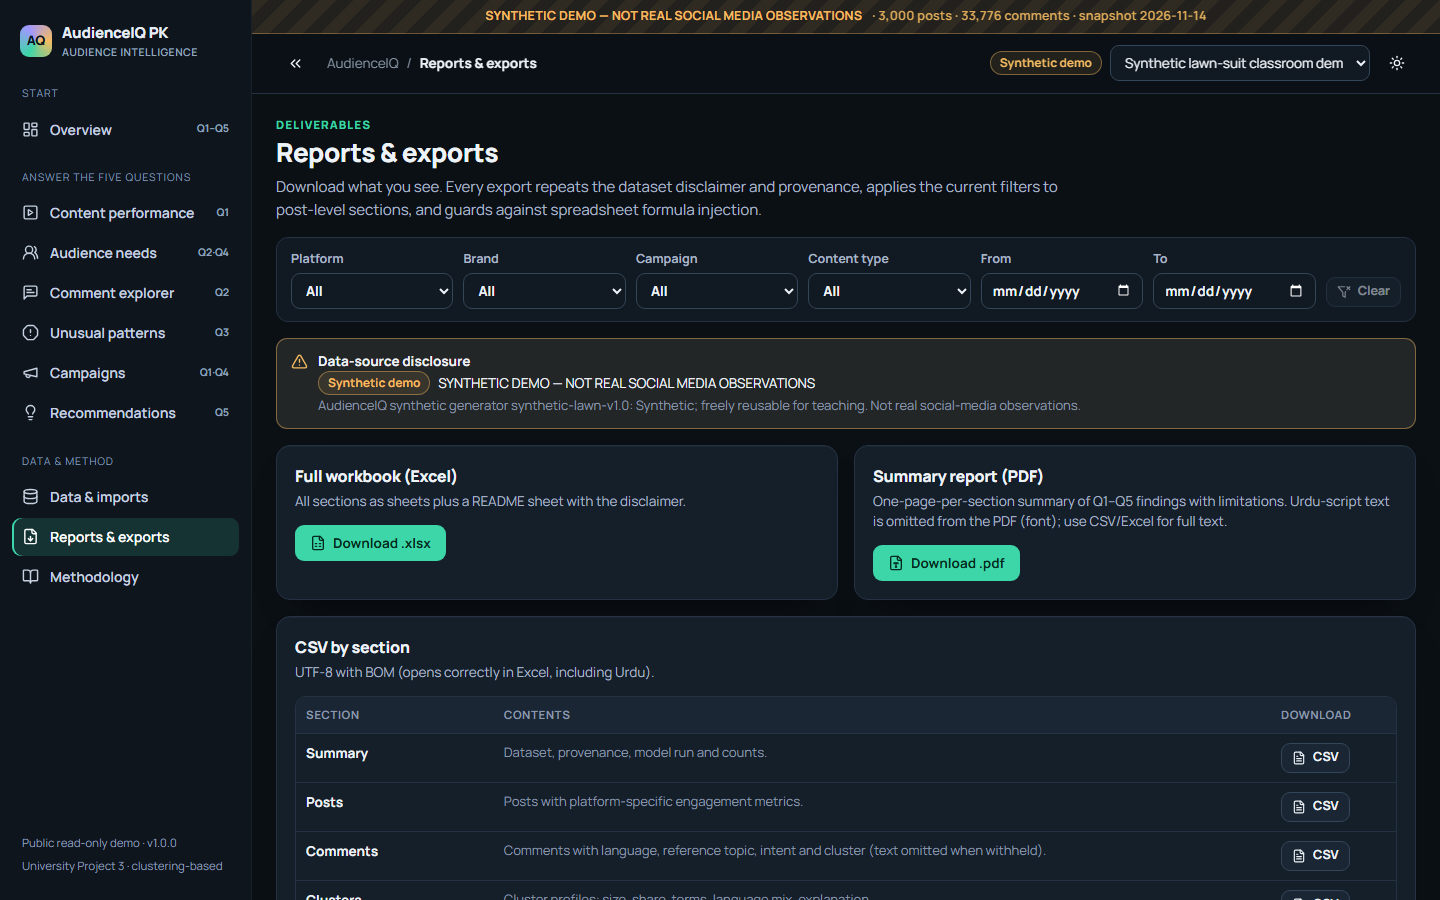 SYNTHETIC DEMO — NOT REAL SOCIAL MEDIA OBSERVATIONS · 3,000 posts · 33,776 comments · snapshot 2026-11-14
AQ
AudienceIQ PK
AUDIENCE INTELLIGENCE
START
Overview Q1–Q5
ANSWER THE FIVE QUESTIONS
Content performance Q1
Audience needs Q2·Q4
Comment explorer Q2
Unusual patterns Q3
Campaigns Q1·Q4
Recommendations Q5
DATA & METHOD
Data & imports
Reports & exports
Methodology
Public read-only demo · v1.0.0
University Project 3 · clustering-based
AudienceIQ / Reports & exports
Synthetic demo
Synthetic lawn-suit classroom dem
DELIVERABLES
Reports & exports
Download what you see. Every export repeats the dataset disclaimer and provenance, applies the current filters to
post-level sections, and guards against spreadsheet formula injection.
Platform Brand Campaign Content type From To
All All All All mm/dd/yyyy mm/dd/yyyy Clear
Data-source disclosure
Synthetic demo SYNTHETIC DEMO — NOT REAL SOCIAL MEDIA OBSERVATIONS
AudienceIQ synthetic generator synthetic-lawn-v1.0: Synthetic; freely reusable for teaching. Not real social-media observations.
Full workbook (Excel)
All sections as sheets plus a README sheet with the disclaimer.
Download .xlsx
Summary report (PDF)
One-page-per-section summary of Q1–Q5 findings with limitations. Urdu-script text
is omitted from the PDF (font); use CSV/Excel for full text.
Download .pdf
CSV by section
UTF-8 with BOM (opens correctly in Excel, including Urdu).
SECTION CONTENTS DOWNLOAD
Summary Dataset, provenance, model run and counts. CSV
Posts Posts with platform-specific engagement metrics. CSV
Comments Comments with language, reference topic, intent and cluster (text omitted when withheld). CSV
Clusters Cluster profiles: size, share, terms, language mix, explanation. CSV